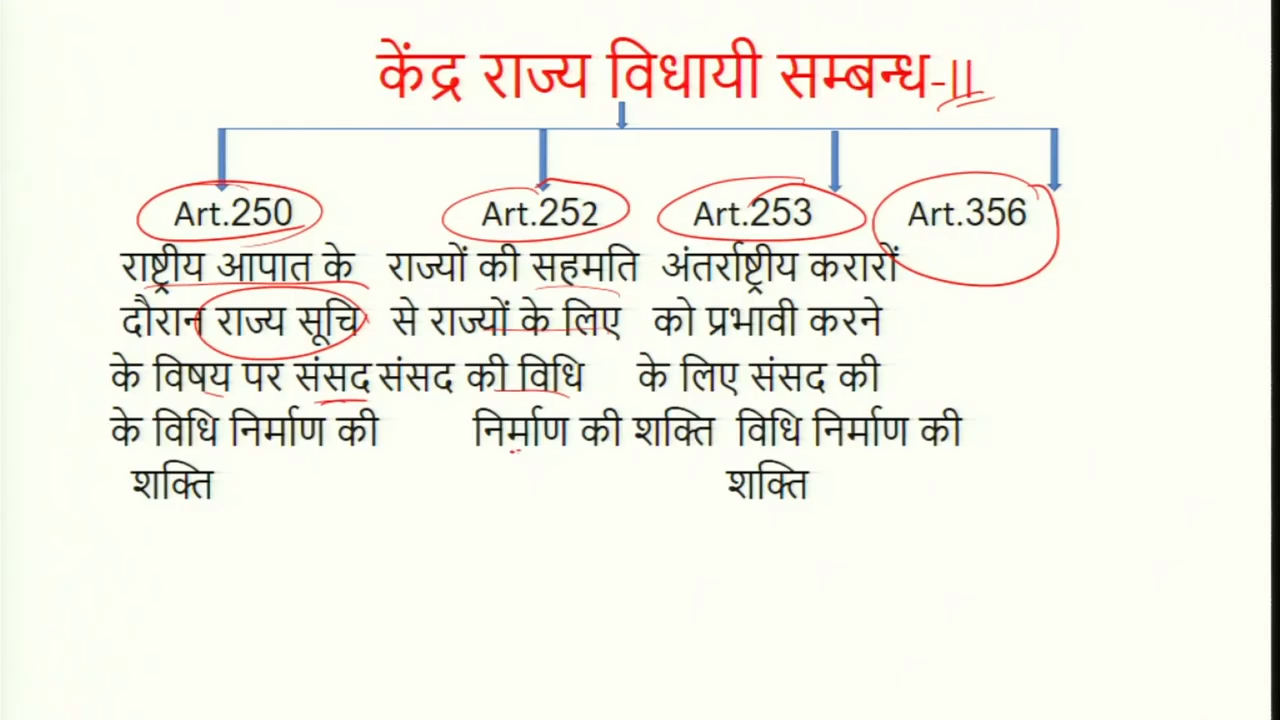 केंद्र राज्य विधायी सम्बन्ध-II
Art.250
राष्ट्रीय आपात के
दौरान राज्य सूचि
के विषय पर संसद
के विधि निर्माण की
शक्ति
Art.252
राज्यों की सहमति
से राज्यों के लिए
संसद की विधि
निर्माण की शक्ति
Art.253
अंतर्राष्ट्रीय करारों
को प्रभावी करने
के लिए संसद की
विधि निर्माण की
शक्ति
Art.356